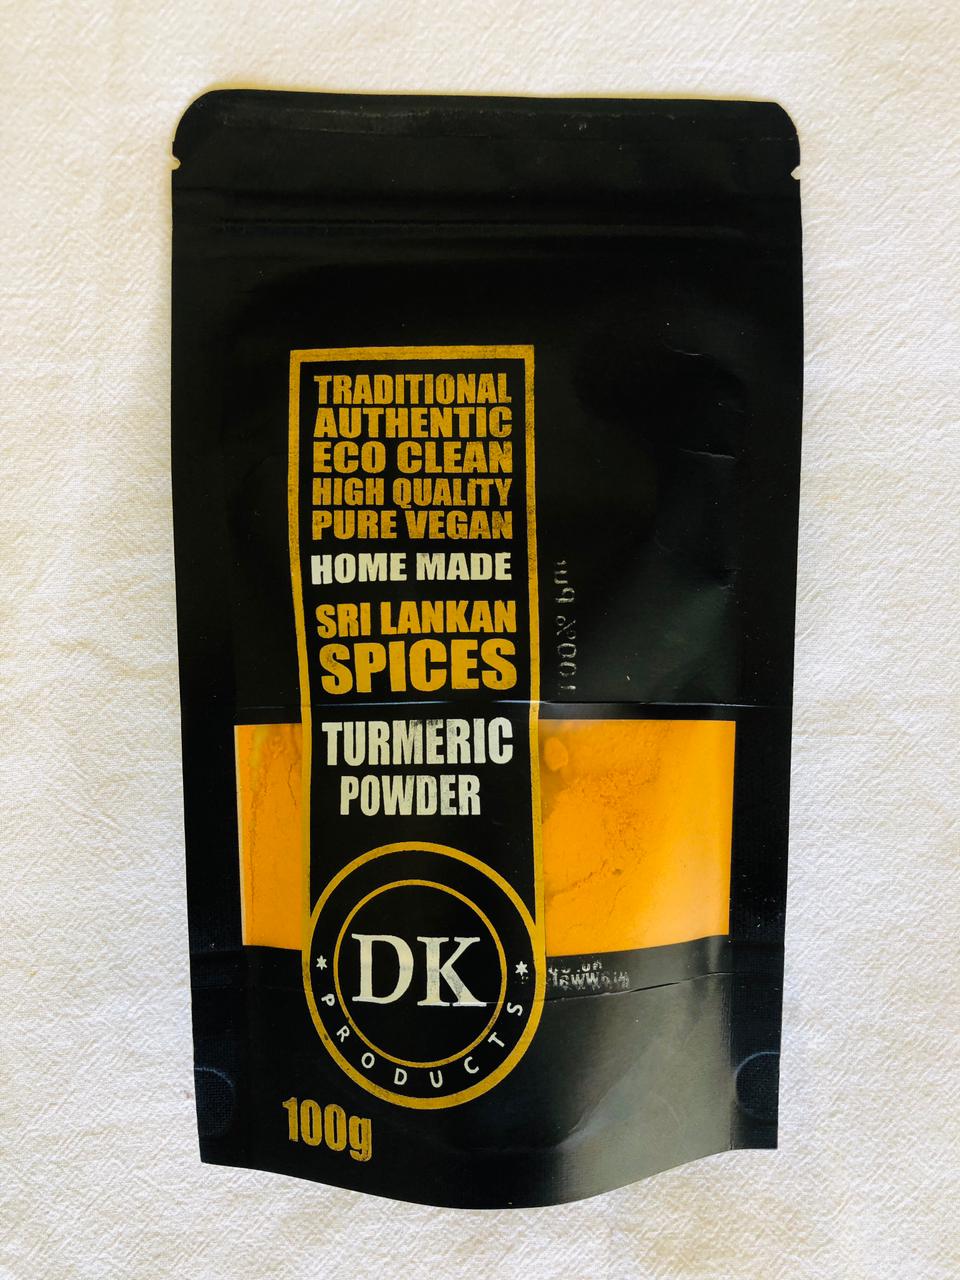 TRADITIONAL
AUTHENTIC
ECO CLEAN
HIGH QUALITY
PURE VEGAN
HOME MADE
SRI LANKAN
SPICES
TURMERIC
POWDER
DK
PRODUCTS
100g